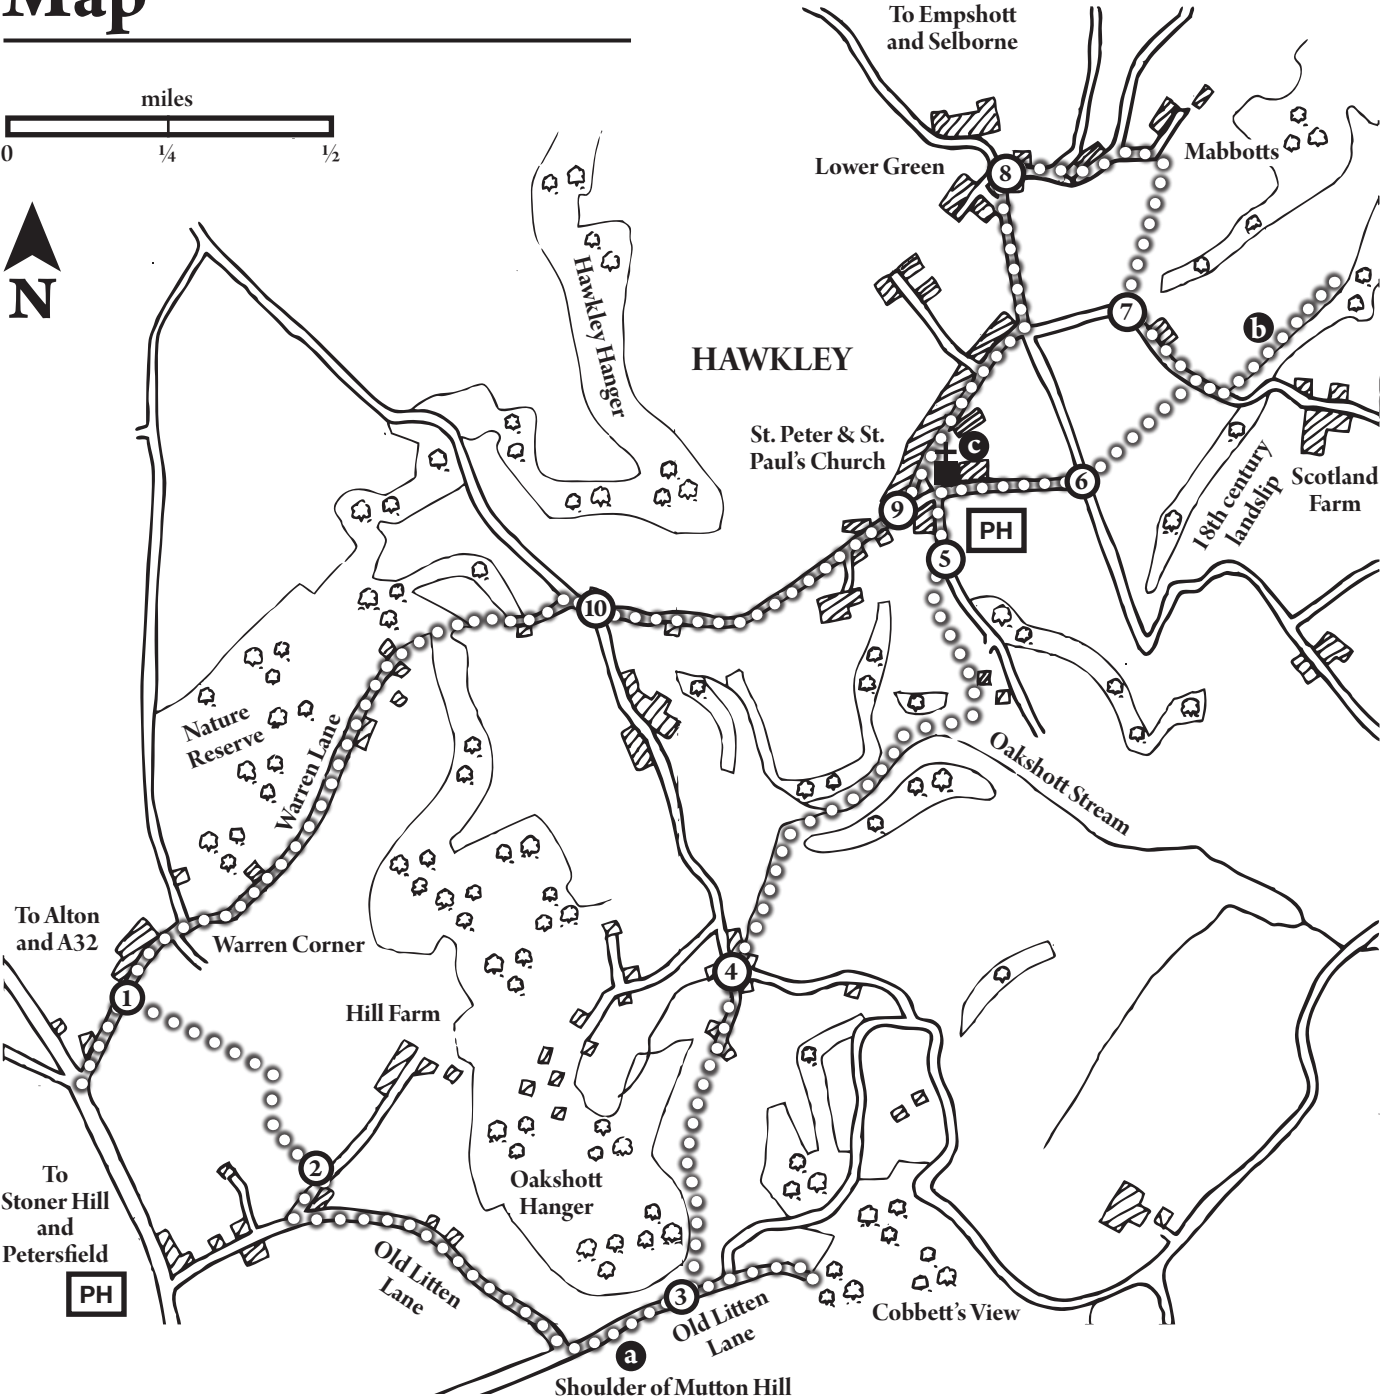 Map
miles
0 ¼ ½
N
To Empshott
and Selborne
Lower Green
8
Mabbotts
Hawkley Hanger
7
b
HAWKLEY
St. Peter & St.
Paul's Church
c
6
9
PH
5
18th century
landslip
Scotland
Farm
10
Nature
Reserve
Warren Lane
Oakshott Stream
To Alton
and A32
Warren Corner
1
4
Hill Farm
2
To
Stoner Hill
and
Petersfield
PH
Oakshott
Hanger
Old Litten
Lane
3
Old Litten
Lane
Cobbett's View
a
Shoulder of Mutton Hill